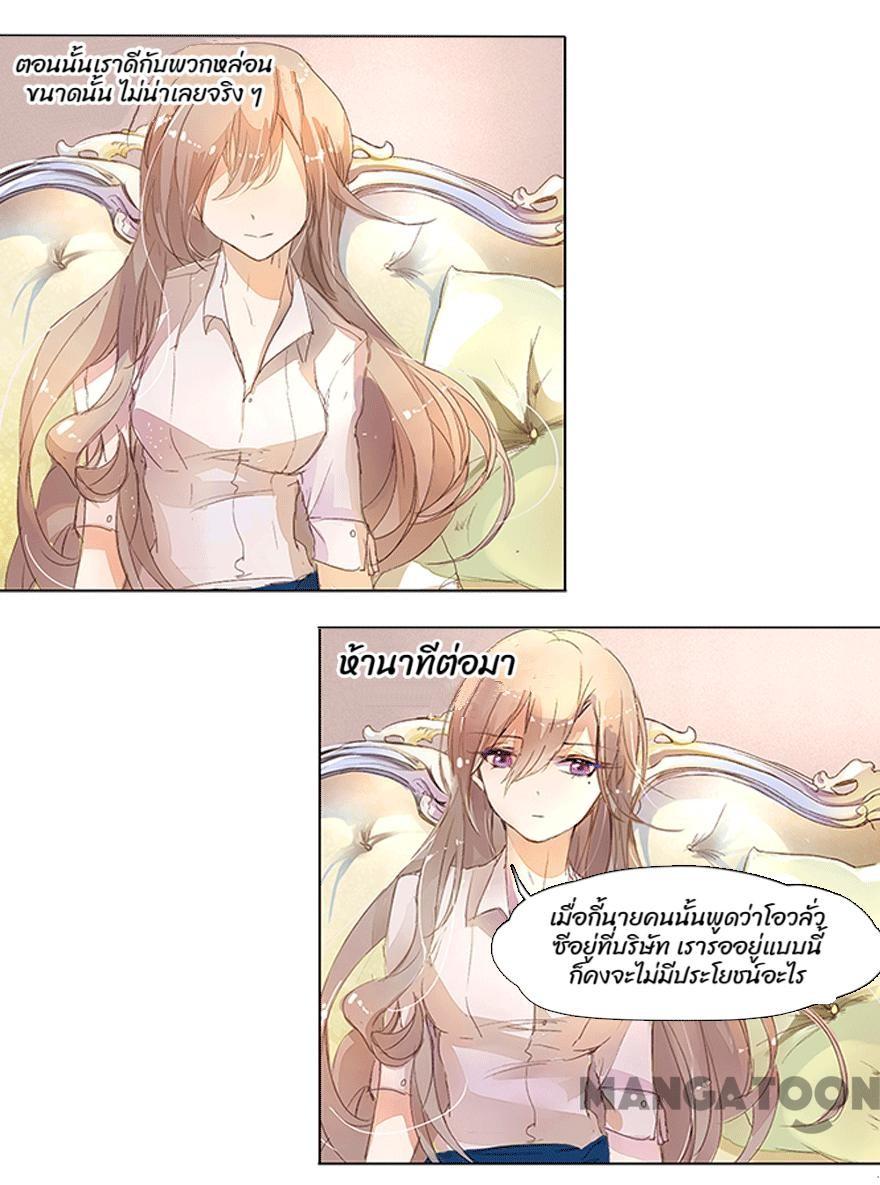 ตอนนั้นเราดีกับพวกหล่อน
ขนาดนั้น ไม่น่าเลยจริง ๆ
ห้านาทีต่อมา
เมื่อกี้นายคนนั้นพูดว่าโอวลั่ว
ซีอยู่ที่บริษัท เรารออยู่แบบนี้
ก็คงจะไม่มีประโยชน์อะไร
MANGATOON